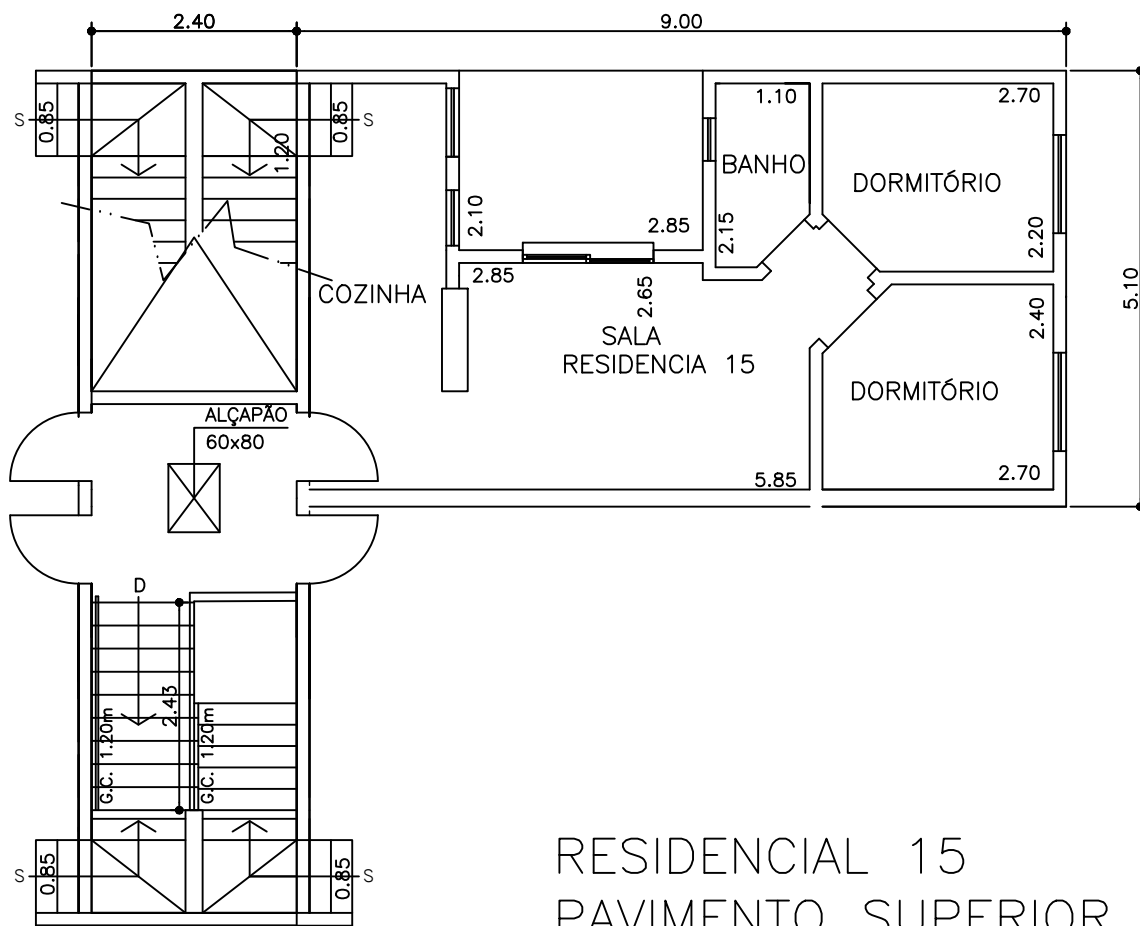 2.40
9.00
0.85
0.85
1.10
2.70
S
S
1.20
BANHO
DORMITÓRIO
2.10
2.85
2.15
2.20
2.85
2.65
COZINHA
5.10
2.40
SALA
RESIDENCIA 15
DORMITÓRIO
ALÇAPÃO
60x80
5.85
2.70
D
2.43
G.C. 1.20m
G.C. 1.20m
S
S
0.85
0.85
RESIDENCIAL 15
PAVIMENTO SUPERIOR